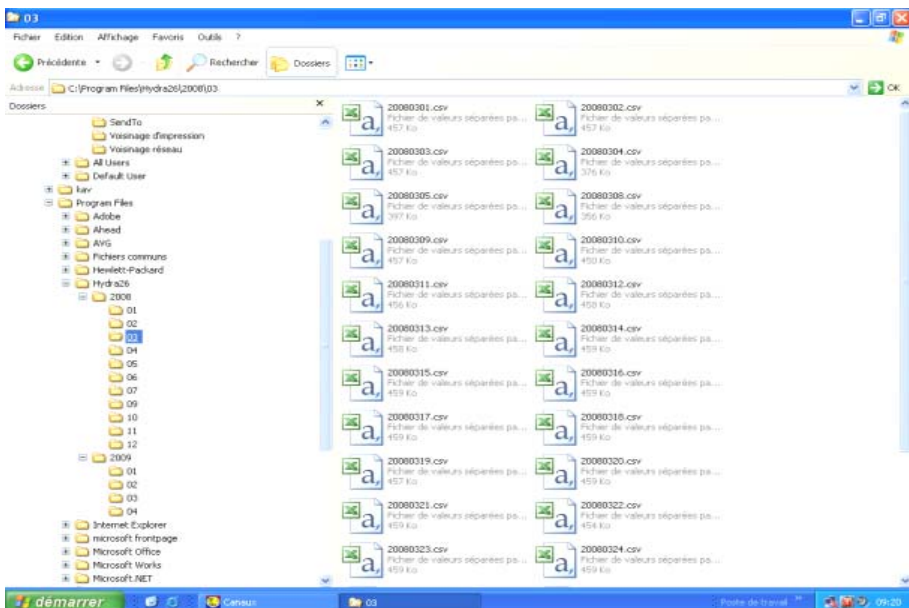 03
Fichier Edition Affichage Favoris Outils ?
Précédente Rechercher Dossiers
Adresse C:\Program Files\Hydra26\2008\03 OK
Dossiers
SendTo
Voisinage d'impression
Voisinage réseau
All Users
Default User
kav
Program Files
Adobe
Ahead
AVG
Fichiers communs
Hewlett-Packard
Hydra26
2008
01
02
03
04
05
06
07
09
10
11
12
2009
01
02
03
04
Internet Explorer
microsoft frontpage
Microsoft Office
Microsoft Works
Microsoft.NET
20080301.csv
Fichier de valeurs séparées pa...
457 Ko
20080302.csv
Fichier de valeurs séparées pa...
457 Ko
20080303.csv
Fichier de valeurs séparées pa...
457 Ko
20080304.csv
Fichier de valeurs séparées pa...
376 Ko
20080305.csv
Fichier de valeurs séparées pa...
397 Ko
20080308.csv
Fichier de valeurs séparées pa...
356 Ko
20080309.csv
Fichier de valeurs séparées pa...
457 Ko
20080310.csv
Fichier de valeurs séparées pa...
450 Ko
20080311.csv
Fichier de valeurs séparées pa...
456 Ko
20080312.csv
Fichier de valeurs séparées pa...
458 Ko
20080313.csv
Fichier de valeurs séparées pa...
458 Ko
20080314.csv
Fichier de valeurs séparées pa...
459 Ko
20080315.csv
Fichier de valeurs séparées pa...
459 Ko
20080316.csv
Fichier de valeurs séparées pa...
459 Ko
20080317.csv
Fichier de valeurs séparées pa...
459 Ko
20080318.csv
Fichier de valeurs séparées pa...
459 Ko
20080319.csv
Fichier de valeurs séparées pa...
457 Ko
20080320.csv
Fichier de valeurs séparées pa...
459 Ko
20080321.csv
Fichier de valeurs séparées pa...
459 Ko
20080322.csv
Fichier de valeurs séparées pa...
454 Ko
20080323.csv
Fichier de valeurs séparées pa...
459 Ko
20080324.csv
Fichier de valeurs séparées pa...
459 Ko
démarrer Canaux 03 Poste de travail » 09:20